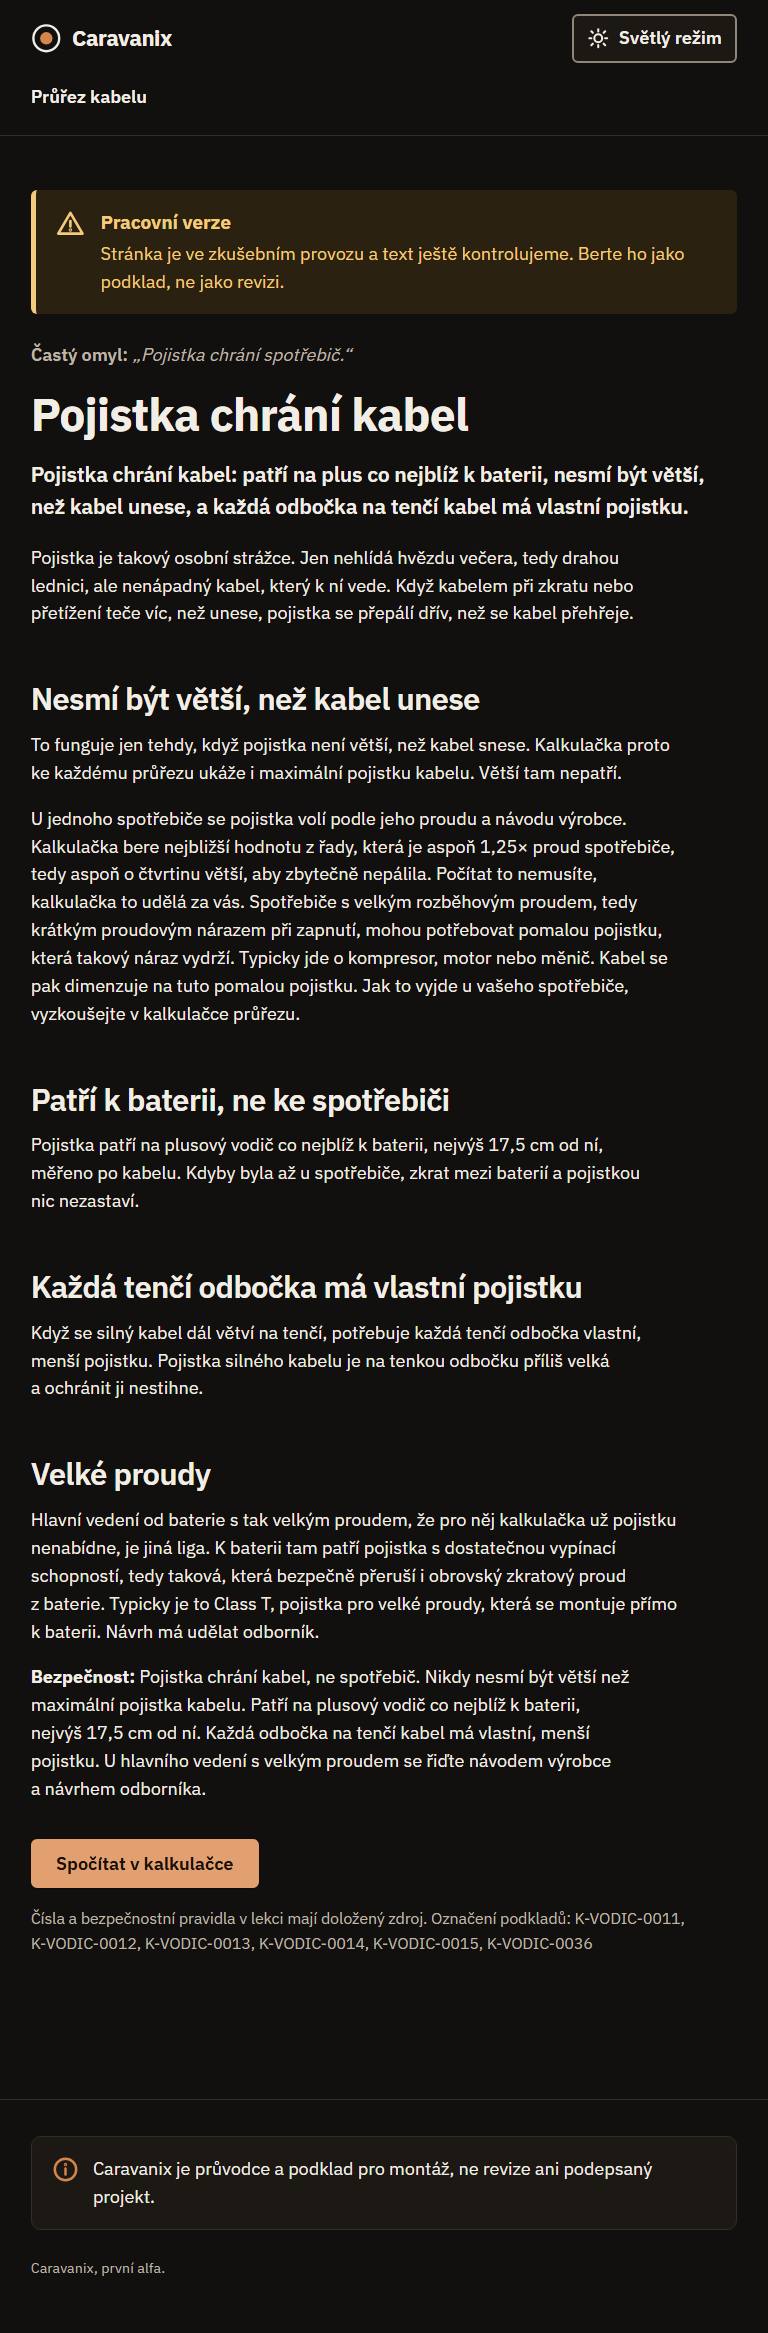 Caravanix
Světlý režim
Průřez kabelu
Pracovní verze
Stránka je ve zkušebním provozu a text ještě kontrolujeme. Berte ho jako
podklad, ne jako revizi.
Častý omyl: „Pojistka chrání spotřebič.“
Pojistka chrání kabel
Pojistka chrání kabel: patří na plus co nejblíž k baterii, nesmí být větší,
než kabel unese, a každá odbočka na tenčí kabel má vlastní pojistku.
Pojistka je takový osobní strážce. Jen nehlídá hvězdu večera, tedy drahou
lednici, ale nenápadný kabel, který k ní vede. Když kabelem při zkratu nebo
přetížení teče víc, než unese, pojistka se přepálí dřív, než se kabel přehřeje.
Nesmí být větší, než kabel unese
To funguje jen tehdy, když pojistka není větší, než kabel snese. Kalkulačka proto
ke každému průřezu ukáže i maximální pojistku kabelu. Větší tam nepatří.
U jednoho spotřebiče se pojistka volí podle jeho proudu a návodu výrobce.
Kalkulačka bere nejbližší hodnotu z řady, která je aspoň 1,25× proud spotřebiče,
tedy aspoň o čtvrtinu větší, aby zbytečně nepálila. Počítat to nemusíte,
kalkulačka to udělá za vás. Spotřebiče s velkým rozběhovým proudem, tedy
krátkým proudovým nárazem při zapnutí, mohou potřebovat pomalou pojistku,
která takový náraz vydrží. Typicky jde o kompresor, motor nebo měnič. Kabel se
pak dimenzuje na tuto pomalou pojistku. Jak to vyjde u vašeho spotřebiče,
vyzkoušejte v kalkulačce průřezu.
Patří k baterii, ne ke spotřebiči
Pojistka patří na plusový vodič co nejblíž k baterii, nejvýš 17,5 cm od ní,
měřeno po kabelu. Kdyby byla až u spotřebiče, zkrat mezi baterií a pojistkou
nic nezastaví.
Každá tenčí odbočka má vlastní pojistku
Když se silný kabel dál větví na tenčí, potřebuje každá tenčí odbočka vlastní,
menší pojistku. Pojistka silného kabelu je na tenkou odbočku příliš velká
a ochránit ji nestihne.
Velké proudy
Hlavní vedení od baterie s tak velkým proudem, že pro něj kalkulačka už pojistku
nenabídne, je jiná liga. K baterii tam patří pojistka s dostatečnou vypínací
schopností, tedy taková, která bezpečně přeruší i obrovský zkratový proud
z baterie. Typicky je to Class T, pojistka pro velké proudy, která se montuje přímo
k baterii. Návrh má udělat odborník.
Bezpečnost: Pojistka chrání kabel, ne spotřebič. Nikdy nesmí být větší než
maximální pojistka kabelu. Patří na plusový vodič co nejblíž k baterii,
nejvýš 17,5 cm od ní. Každá odbočka na tenčí kabel má vlastní, menší
pojistku. U hlavního vedení s velkým proudem se řiďte návodem výrobce
a návrhem odborníka.
Spočítat v kalkulačce
Čísla a bezpečnostní pravidla v lekci mají doložený zdroj. Označení podkladů: K-VODIC-0011,
K-VODIC-0012, K-VODIC-0013, K-VODIC-0014, K-VODIC-0015, K-VODIC-0036
Caravanix je průvodce a podklad pro montáž, ne revize ani podepsaný
projekt.
Caravanix, první alfa.